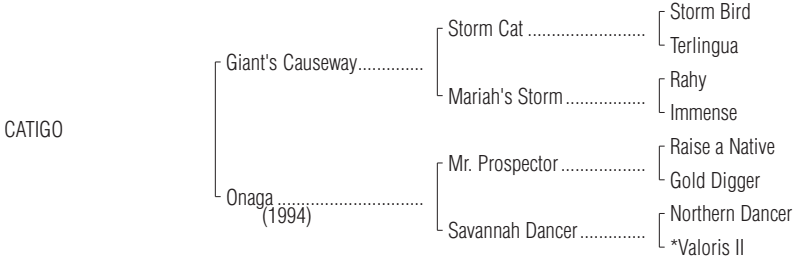 Storm Bird
Storm Cat ........................
Terlingua
Giant's Causeway..............
Rahy
Mariah's Storm .................
Immense
CATIGO
Raise a Native
Mr. Prospector ..................
Gold Digger
Onaga ...............................
(1994)
Northern Dancer
Savannah Dancer ..............
*Valoris II